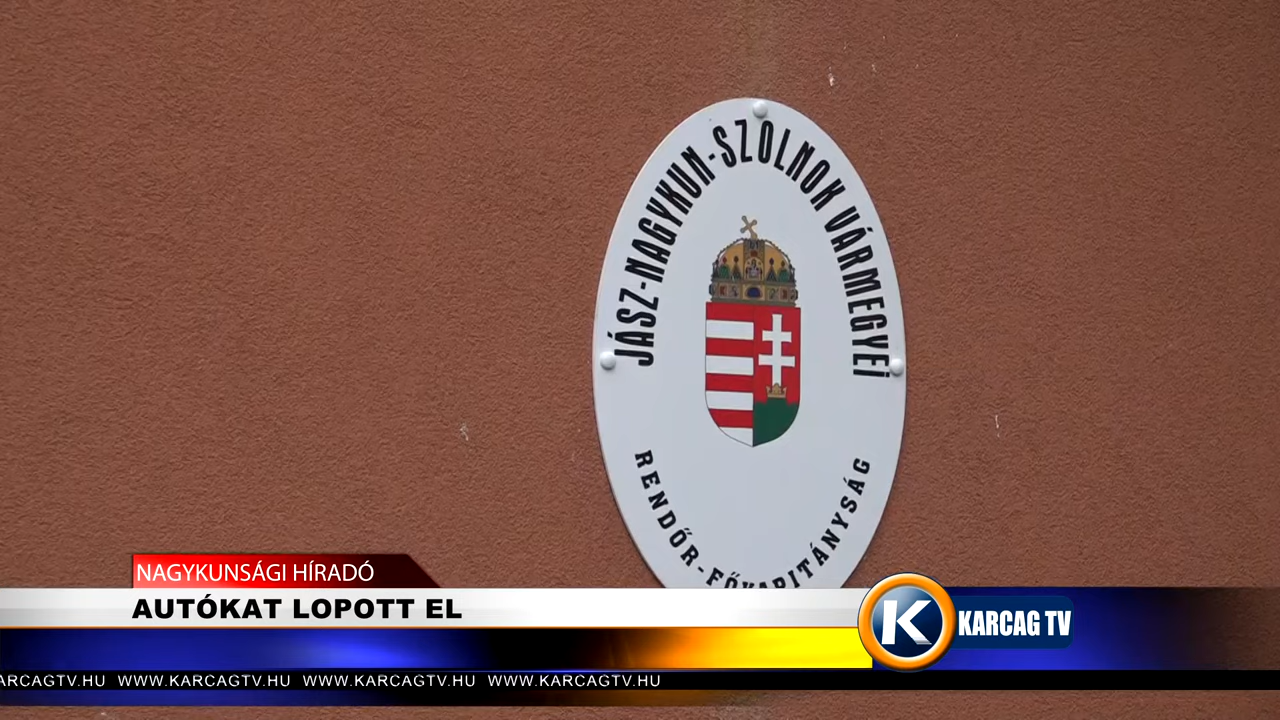 JÁSZ-NAGYKUN-SZOLNOK VÁRMEGYEI
RENDŐR-FŐKAPITÁNYSÁG
NAGYKUNSÁGI HÍRADÓ
AUTÓKAT LOPOTT EL
K KARCAG TV
ARCAGTV.HU WWW.KARCAGTV.HU WWW.KARCAGTV.HU WWW.KARCAGTV.HU